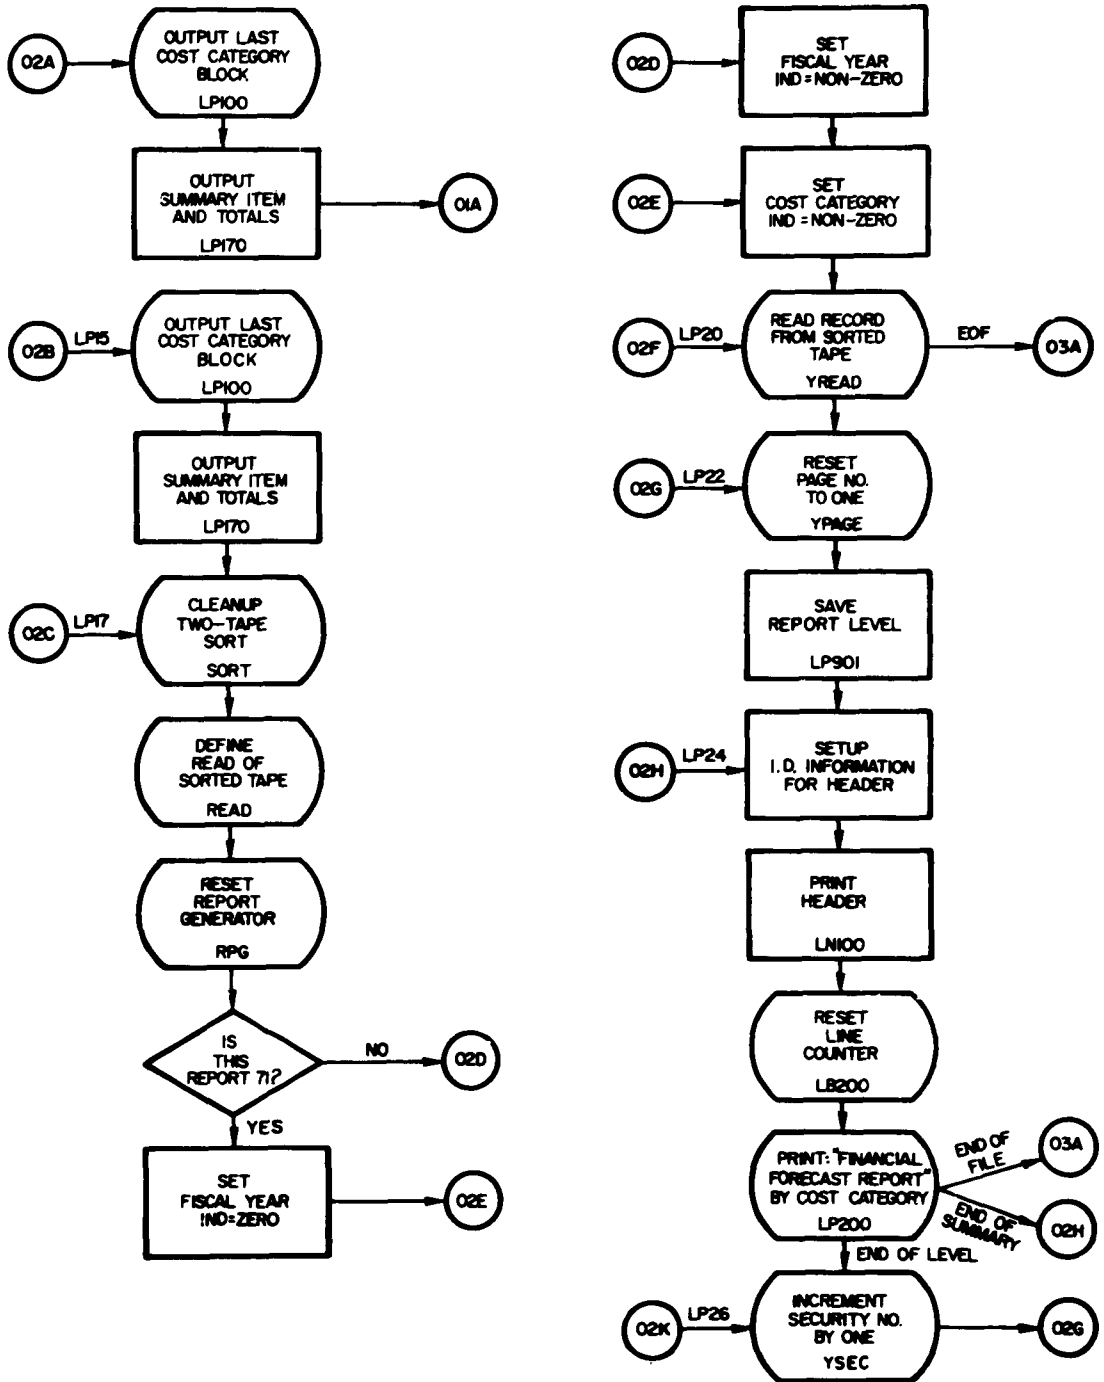 02A
OUTPUT LAST
COST CATEGORY
BLOCK
LP100
OUTPUT
SUMMARY ITEM
AND TOTALS
LP170
01A
02B
LP15
OUTPUT LAST
COST CATEGORY
BLOCK
LP100
OUTPUT
SUMMARY ITEM
AND TOTALS
LP170
02C
LP17
CLEANUP
TWO-TAPE
SORT
SORT
DEFINE
READ OF
SORTED TAPE
READ
RESET
REPORT
GENERATOR
RPG
IS
THIS
REPORT 71?
NO
02D
YES
SET
FISCAL YEAR
IND=ZERO
02E
02D
SET
FISCAL YEAR
IND=NON-ZERO
02E
SET
COST CATEGORY
IND = NON-ZERO
02F
LP20
READ RECORD
FROM SORTED
TAPE
YREAD
EOF
03A
02G
LP22
RESET
PAGE NO.
TO ONE
YPAGE
SAVE
REPORT LEVEL
LP901
02H
LP24
SETUP
I.D. INFORMATION
FOR HEADER
PRINT
HEADER
LN100
RESET
LINE
COUNTER
LB200
PRINT: "FINANCIAL
FORECAST REPORT"
BY COST CATEGORY
LP200
END OF
FILE
03A
END OF
SUMMARY
02H
END OF LEVEL
02K
LP26
INCREMENT
SECURITY NO.
BY ONE
YSEC
02G